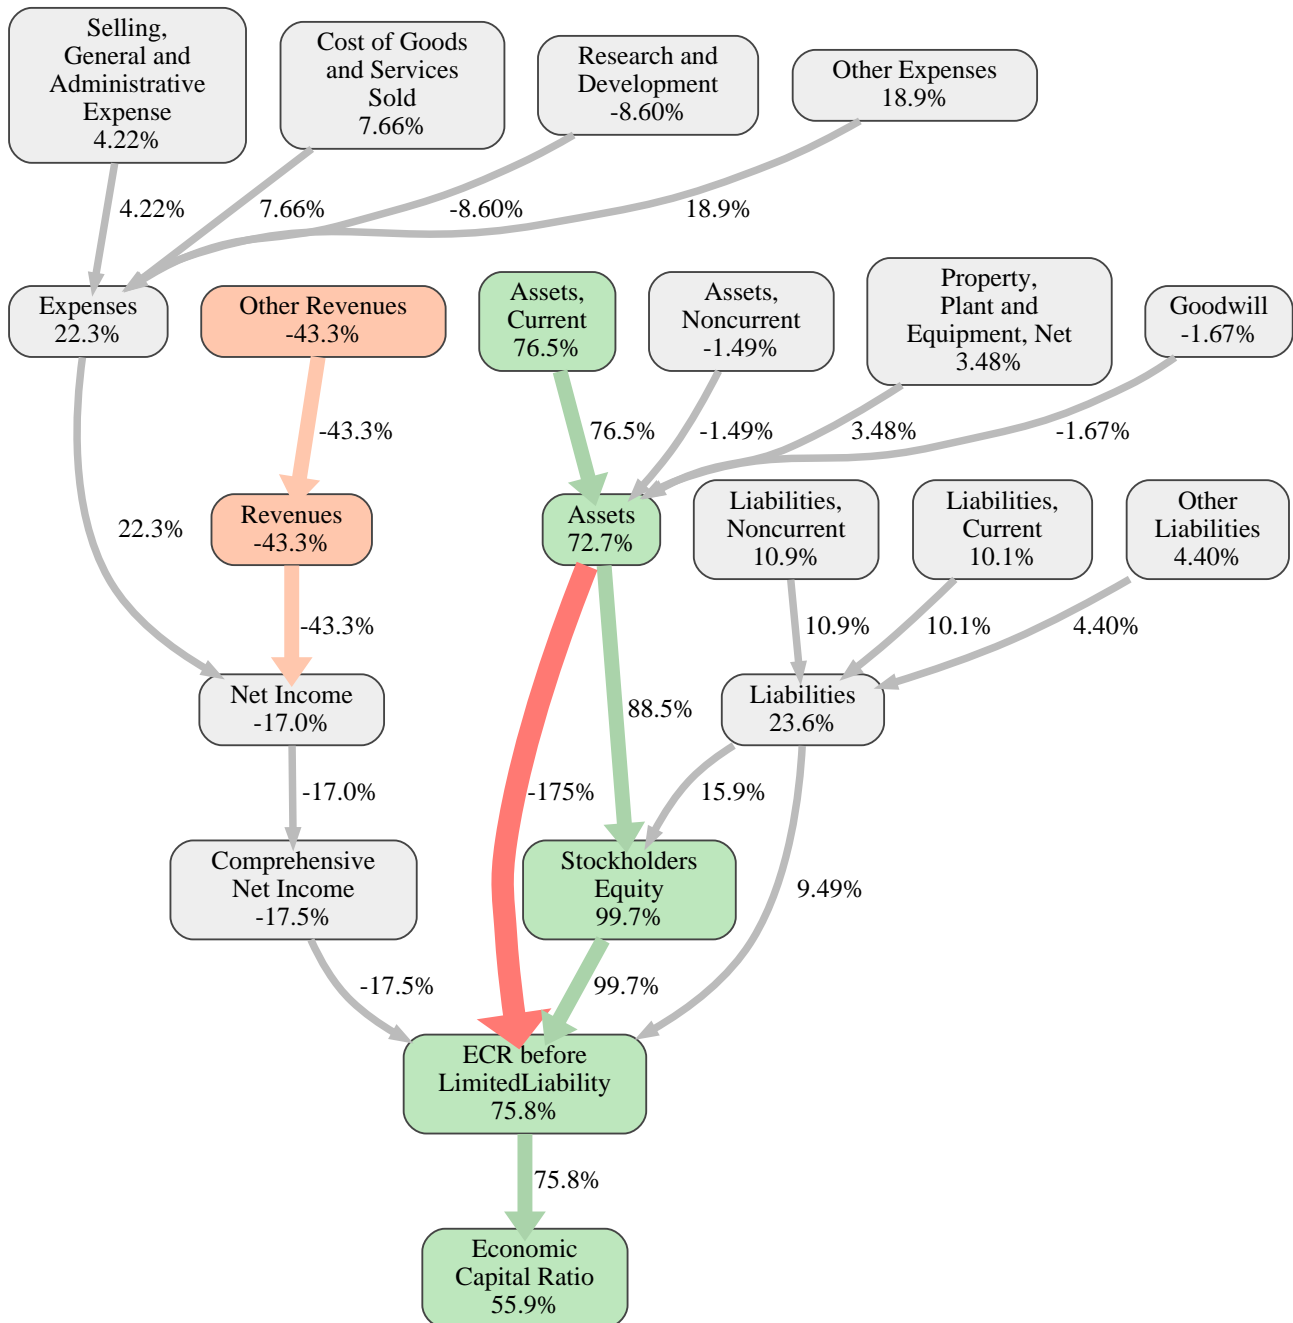 Selling,
General and
Administrative
Expense
4.22%
Cost of Goods
and Services
Sold
7.66%
Research and
Development
-8.60%
Other Expenses
18.9%
4.22%
7.66%
-8.60%
18.9%
Expenses
22.3%
Other Revenues
-43.3%
Assets,
Current
76.5%
Assets,
Noncurrent
-1.49%
Property,
Plant and
Equipment, Net
3.48%
Goodwill
-1.67%
-43.3%
76.5%
-1.49%
3.48%
-1.67%
22.3%
Revenues
-43.3%
Assets
72.7%
Liabilities,
Noncurrent
10.9%
Liabilities,
Current
10.1%
Other
Liabilities
4.40%
-43.3%
10.9%
10.1%
4.40%
Net Income
-17.0%
88.5%
Liabilities
23.6%
-17.0%
-175%
15.9%
Comprehensive
Net Income
-17.5%
Stockholders
Equity
99.7%
9.49%
-17.5%
99.7%
ECR before
LimitedLiability
75.8%
75.8%
Economic
Capital Ratio
55.9%